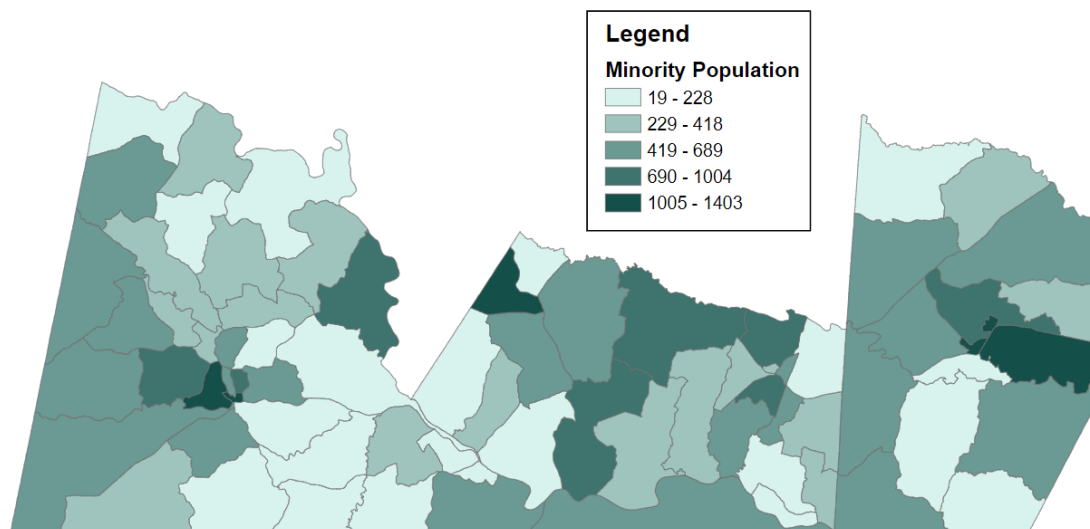 Legend
Minority Population
19 - 228
229 - 418
419 - 689
690 - 1004
1005 - 1403